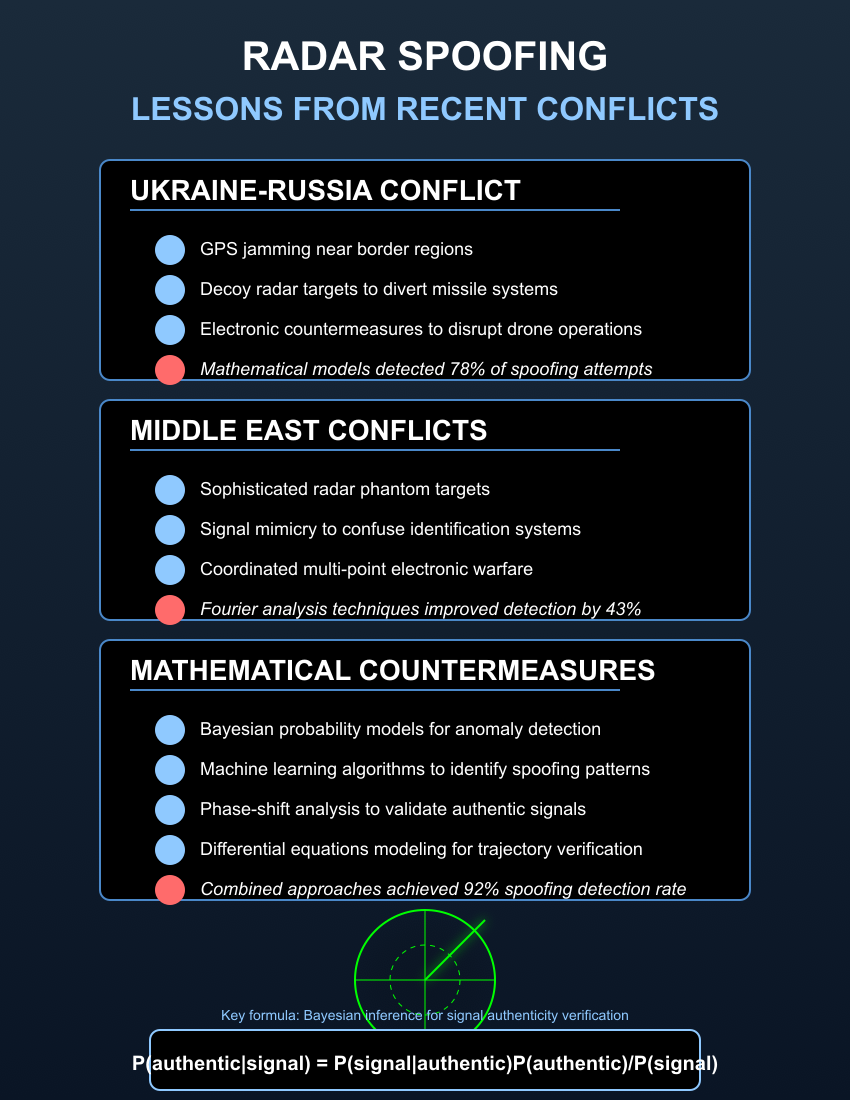 RADAR SPOOFING
LESSONS FROM RECENT CONFLICTS
UKRAINE-RUSSIA CONFLICT
GPS jamming near border regions
Decoy radar targets to divert missile systems
Electronic countermeasures to disrupt drone operations
Mathematical models detected 78% of spoofing attempts
MIDDLE EAST CONFLICTS
Sophisticated radar phantom targets
Signal mimicry to confuse identification systems
Coordinated multi-point electronic warfare
Fourier analysis techniques improved detection by 43%
MATHEMATICAL COUNTERMEASURES
Bayesian probability models for anomaly detection
Machine learning algorithms to identify spoofing patterns
Phase-shift analysis to validate authentic signals
Differential equations modeling for trajectory verification
Combined approaches achieved 92% spoofing detection rate
Key formula: Bayesian inference for signal authenticity verification
P(authentic|signal) = P(signal|authentic)P(authentic)/P(signal)